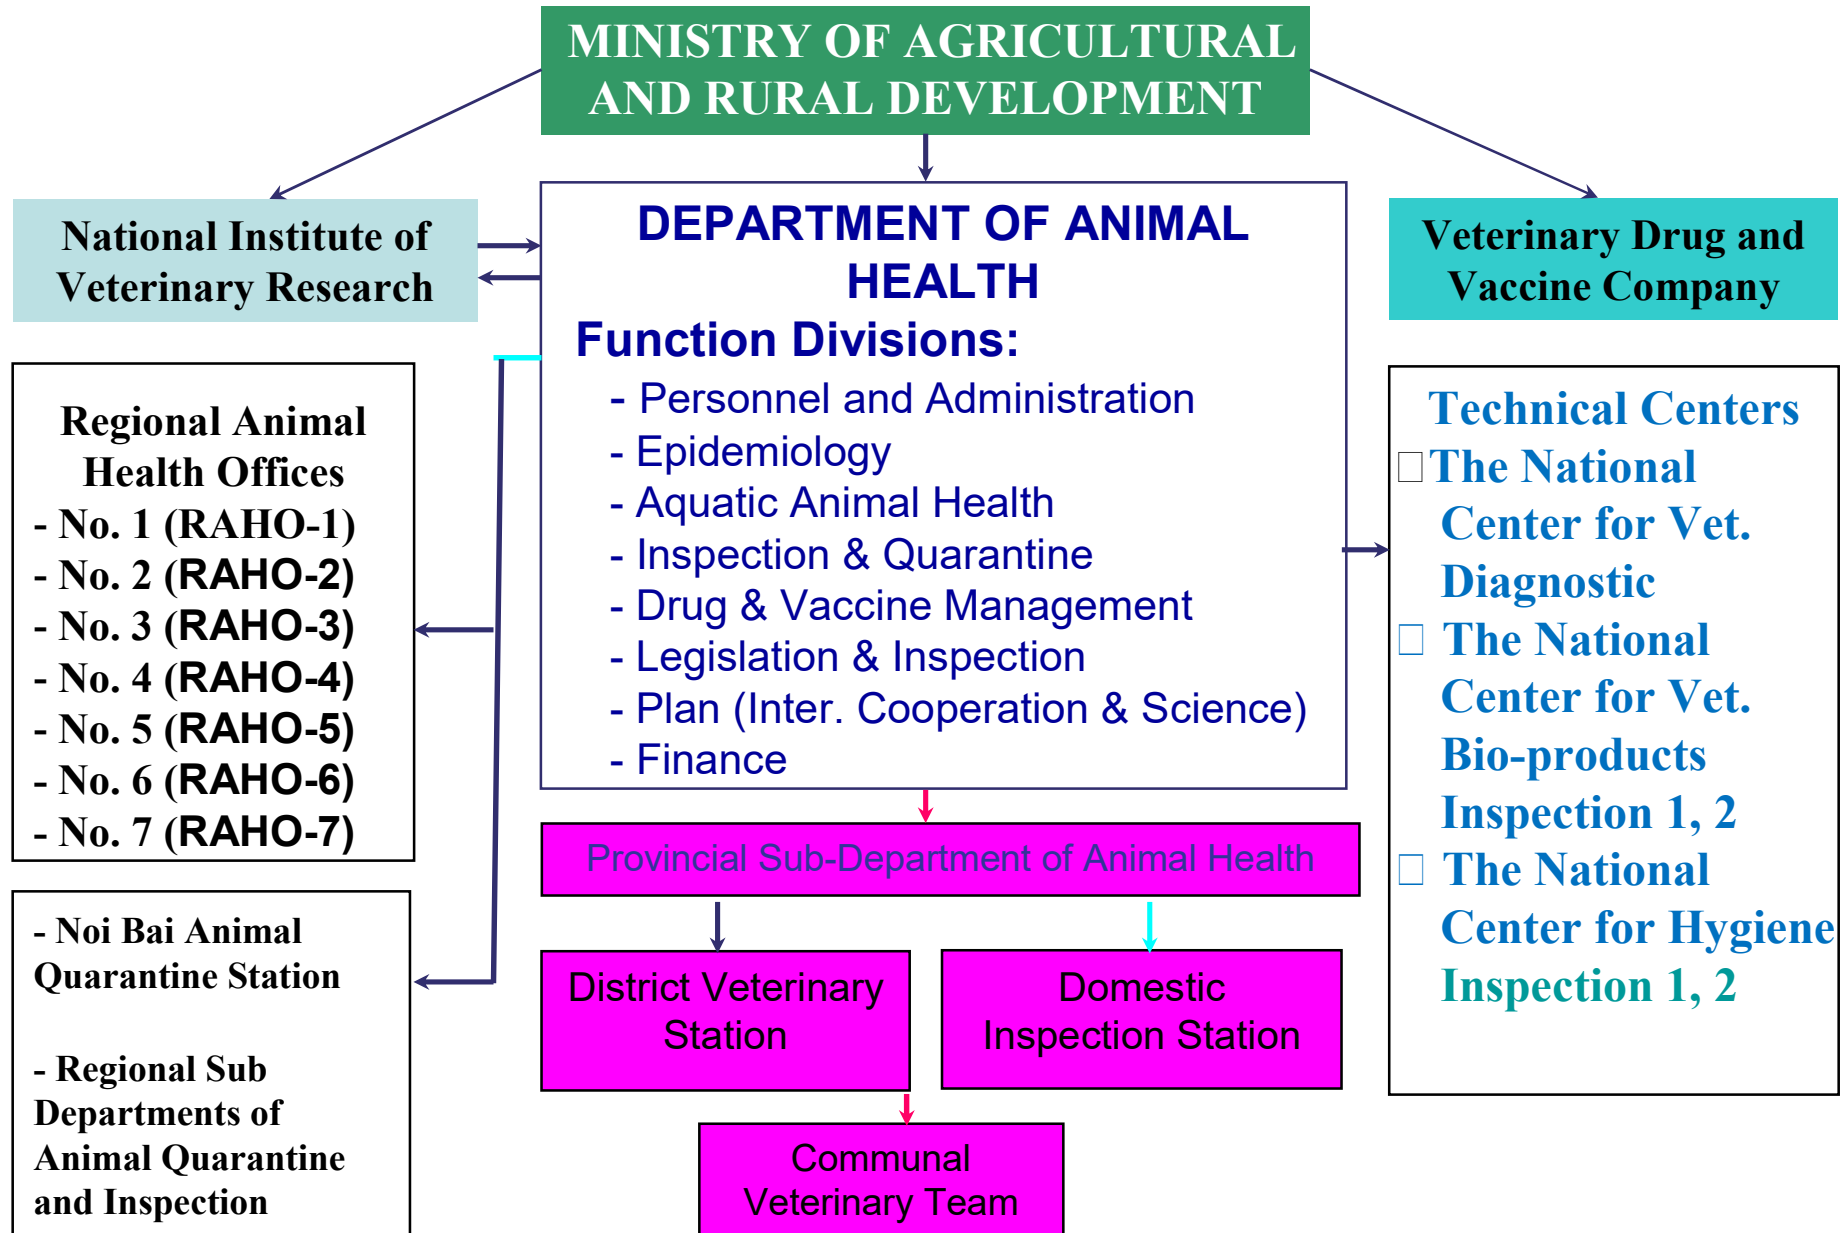 MINISTRY OF AGRICULTURAL
AND RURAL DEVELOPMENT
National Institute of
Veterinary Research
DEPARTMENT OF ANIMAL
HEALTH
Function Divisions:
- Personnel and Administration
- Epidemiology
- Aquatic Animal Health
- Inspection & Quarantine
- Drug & Vaccine Management
- Legislation & Inspection
- Plan (Inter. Cooperation & Science)
- Finance
Veterinary Drug and
Vaccine Company
Regional Animal
Health Offices
- No. 1 (RAHO-1)
- No. 2 (RAHO-2)
- No. 3 (RAHO-3)
- No. 4 (RAHO-4)
- No. 5 (RAHO-5)
- No. 6 (RAHO-6)
- No. 7 (RAHO-7)
Technical Centers
□The National
Center for Vet.
Diagnostic
□ The National
Center for Vet.
Bio-products
Inspection 1, 2
□ The National
Center for Hygiene
Inspection 1, 2
Provincial Sub-Department of Animal Health
- Noi Bai Animal
Quarantine Station
- Regional Sub
Departments of
Animal Quarantine
and Inspection
District Veterinary
Station
Domestic
Inspection Station
Communal
Veterinary Team